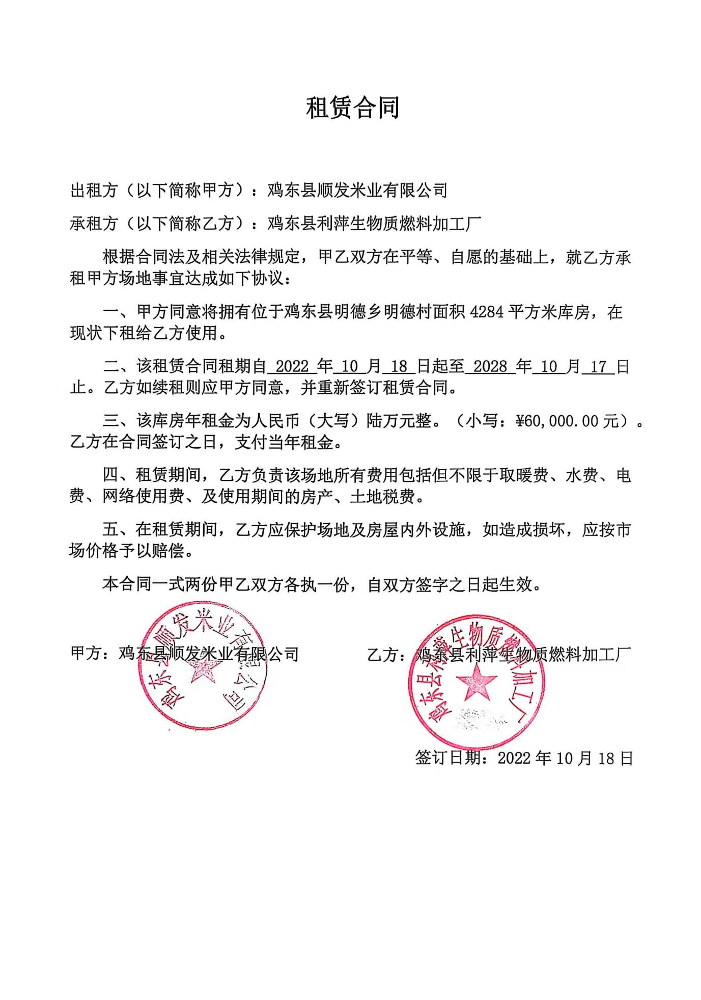 租赁合同
出租方（以下简称甲方）：鸡东县顺发米业有限公司
承租方（以下简称乙方）：鸡东县利萍生物质燃料加工厂
根据合同法及相关法律规定，甲乙双方在平等、自愿的基础上，就乙方承
租甲方场地事宜达成如下协议：
一、甲方同意将拥有位于鸡东县明德乡明德村面积 4284 平方米库房，在
现状下租给乙方使用。
二、该租赁合同租期自 2022 年 10 月 18 日起至 2028 年 10 月 17 日
止。乙方如续租则应甲方同意，并重新签订租赁合同。
三、该库房年租金为人民币（大写）陆万元整。（小写：¥60,000.00 元）。
乙方在合同签订之日，支付当年租金。
四、租赁期间，乙方负责该场地所有费用包括但不限于取暖费、水费、电
费、网络使用费、及使用期间的房产、土地税费。
五、在租赁期间，乙方应保护场地及房屋内外设施，如造成损坏，应按市
场价格予以赔偿。
本合同一式两份甲乙双方各执一份，自双方签字之日起生效。
甲方：鸡东县顺发米业有限公司 乙方：鸡东县利萍生物质燃料加工厂
鸡东县顺发米业有限公司
鸡东县利萍生物质燃料加工厂
签订日期：2022 年 10 月 18 日